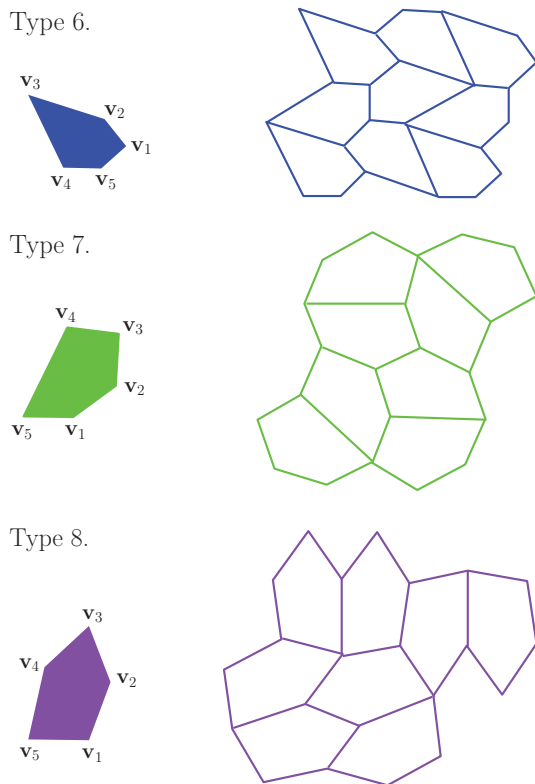 Type 6.
v₃
v₂
v₁
v₄ v₅
Type 7.
v₄
v₃
v₂
v₅ v₁
Type 8.
v₃
v₄
v₂
v₅ v₁